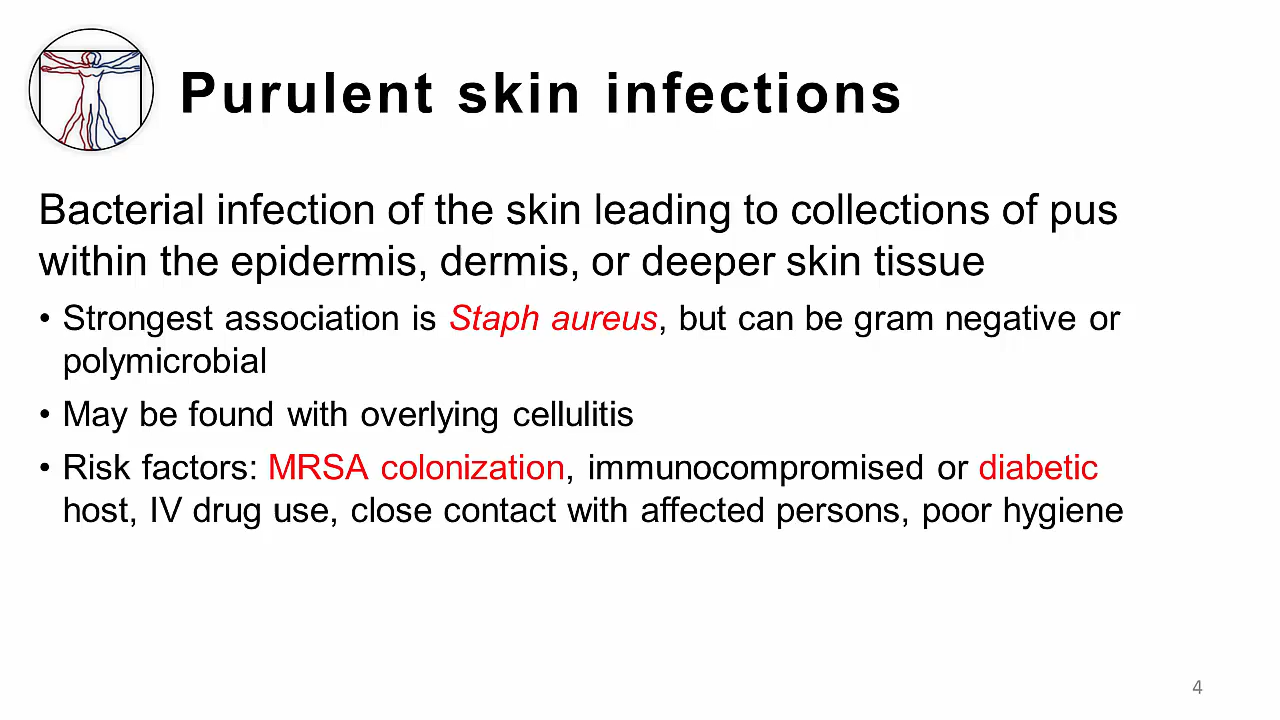 Purulent skin infections
Bacterial infection of the skin leading to collections of pus
within the epidermis, dermis, or deeper skin tissue
• Strongest association is Staph aureus, but can be gram negative or
polymicrobial
• May be found with overlying cellulitis
• Risk factors: MRSA colonization, immunocompromised or diabetic
host, IV drug use, close contact with affected persons, poor hygiene
4